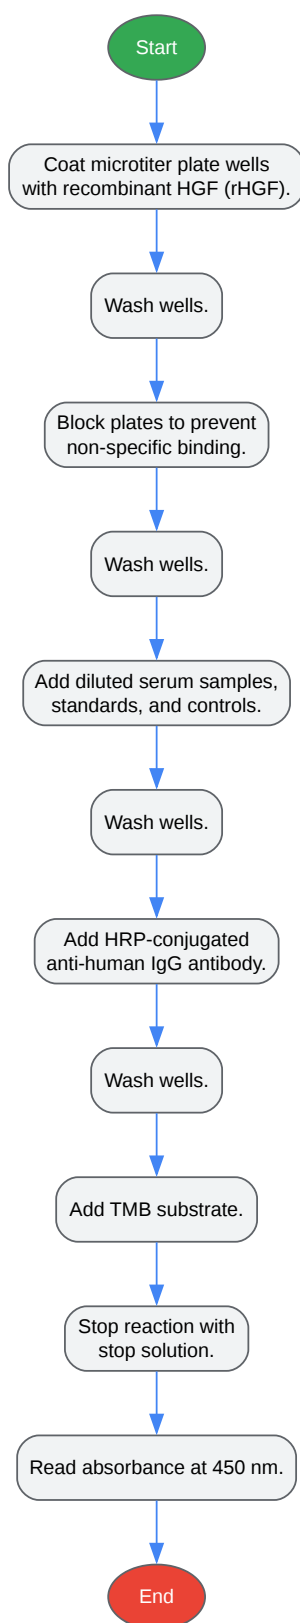 Start
Coat microtiter plate wells
with recombinant HGF (rHGF).
Wash wells.
Block plates to prevent
non-specific binding.
Wash wells.
Add diluted serum samples,
standards, and controls.
Wash wells.
Add HRP-conjugated
anti-human IgG antibody.
Wash wells.
Add TMB substrate.
Stop reaction with
stop solution.
Read absorbance at 450 nm.
End